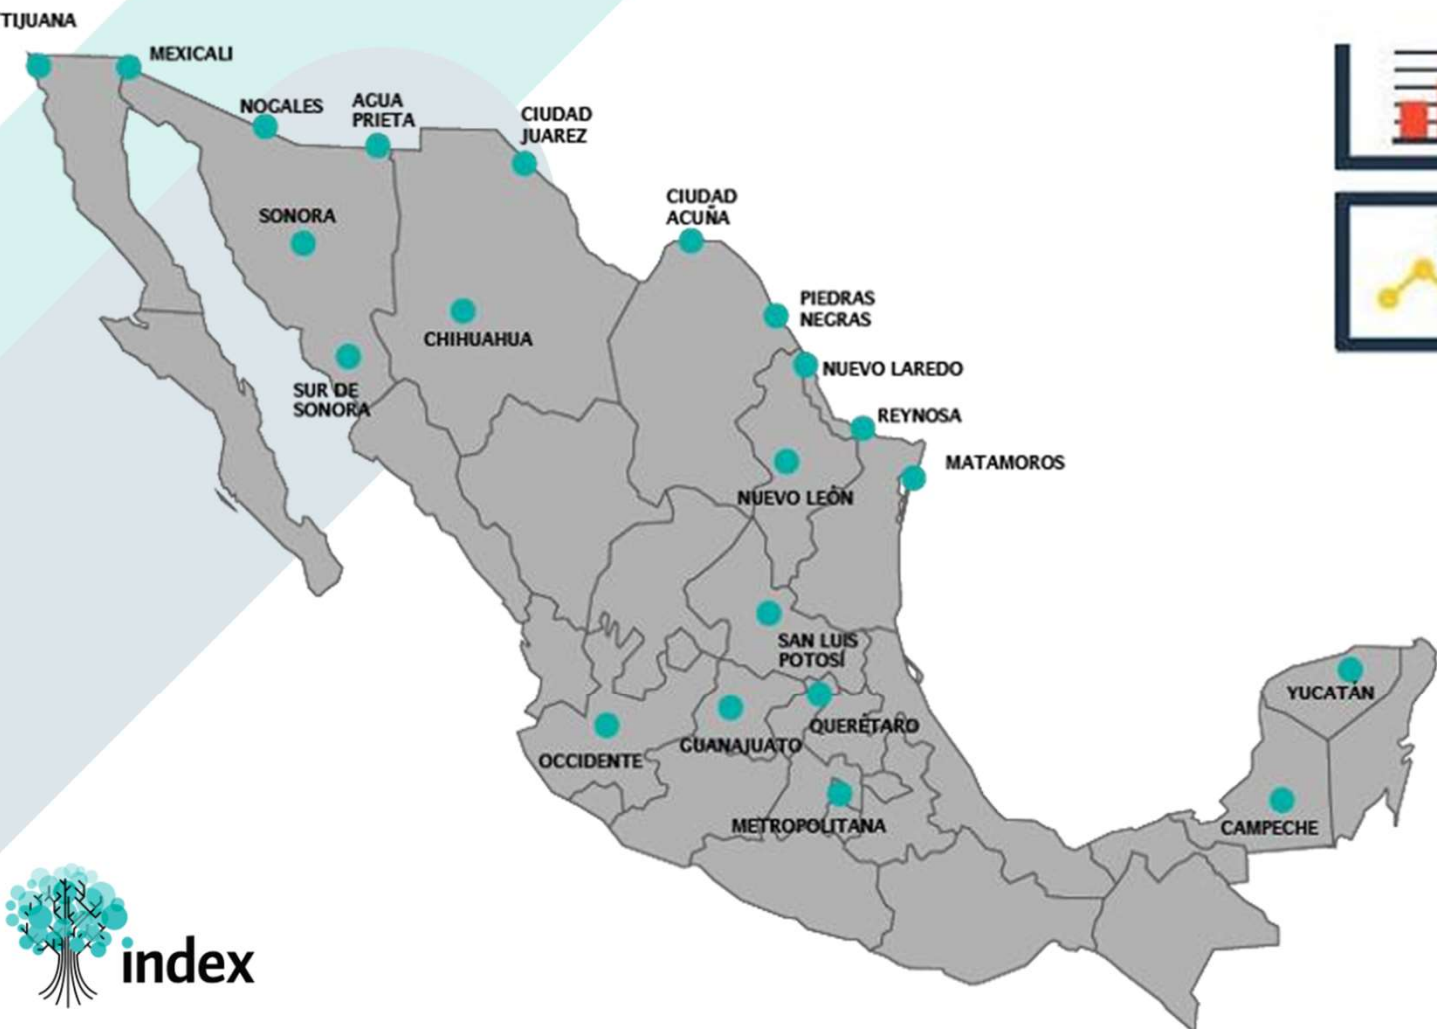 TIJUANA
MEXICALI
NOGALES
AGUA
PRIETA
CIUDAD
JUAREZ
CIUDAD
ACUÑA
SONORA
PIEDRAS
NEGRAS
CHIHUAHUA
NUEVO LAREDO
SUR DE
SONORA
REYNOSA
MATAMOROS
NUEVO LEÓN
SAN LUIS
POTOSÍ
YUCATÁN
QUERÉTARO
GUANAJUATO
OCCIDENTE
METROPOLITANA
CAMPECHE
index